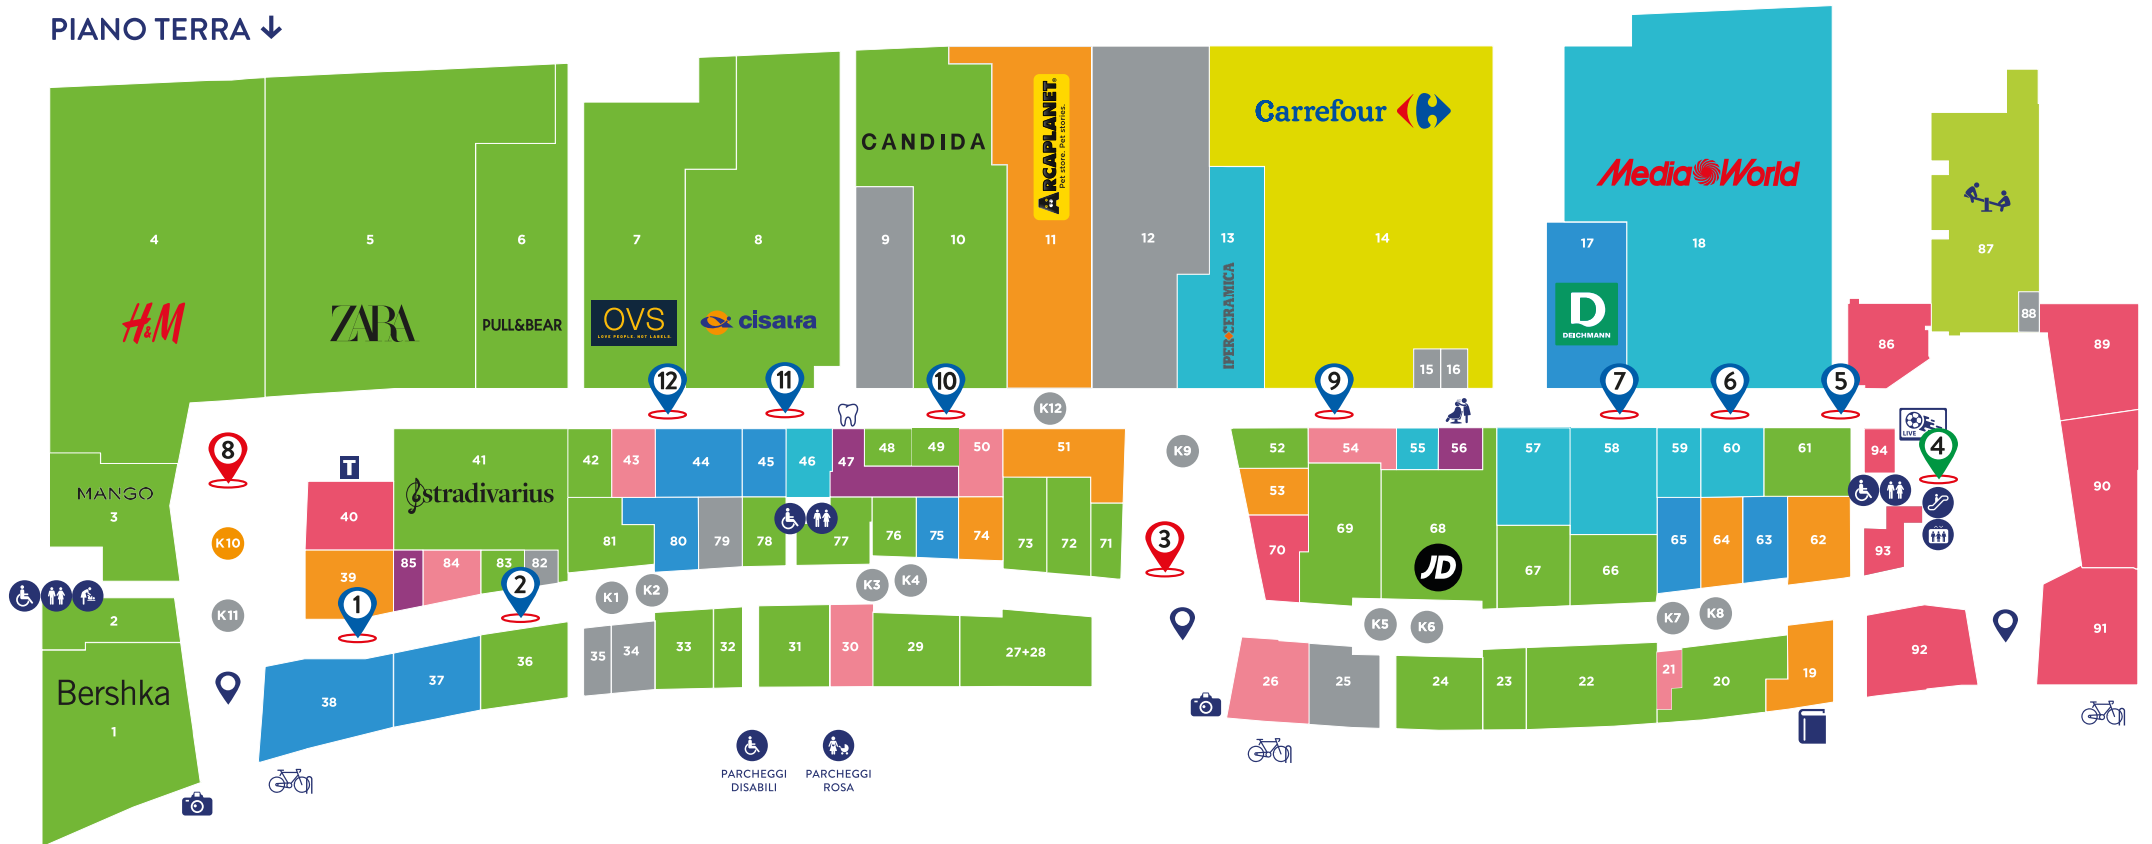 PIANO TERRA
4
5
6
7
8
9
10
11
12
13
14
15
16
17
18
87
88
86
89
90
91
H&M
ZARA
PULL&BEAR
OVS
LOVE PEOPLE. NOT LABELS.
cisalfa
CANDIDA
ARCAPLANET
Pet store. Pet stories.
IPERCERAMICA
Carrefour
MediaWorld
D
DEICHMANN
12
11
10
9
7
6
5
K12
8
T
MANGO
3
K10
K11
2
Bershka
1
41
stradivarius
40
39
85
84
83
82
1
2
42
43
44
45
46
47
48
49
50
51
81
80
79
78
77
76
75
74
73
72
71
K1
K2
K3
K4
K9
3
52
53
54
55
56
57
58
59
60
61
70
69
68
JD
67
66
65
64
63
62
94
LIVE
4
93
K5
K6
K7
K8
38
37
36
35
34
33
32
31
30
29
27+28
26
25
24
23
22
21
20
19
92
PARCHEGGI
DISABILI
PARCHEGGI
ROSA